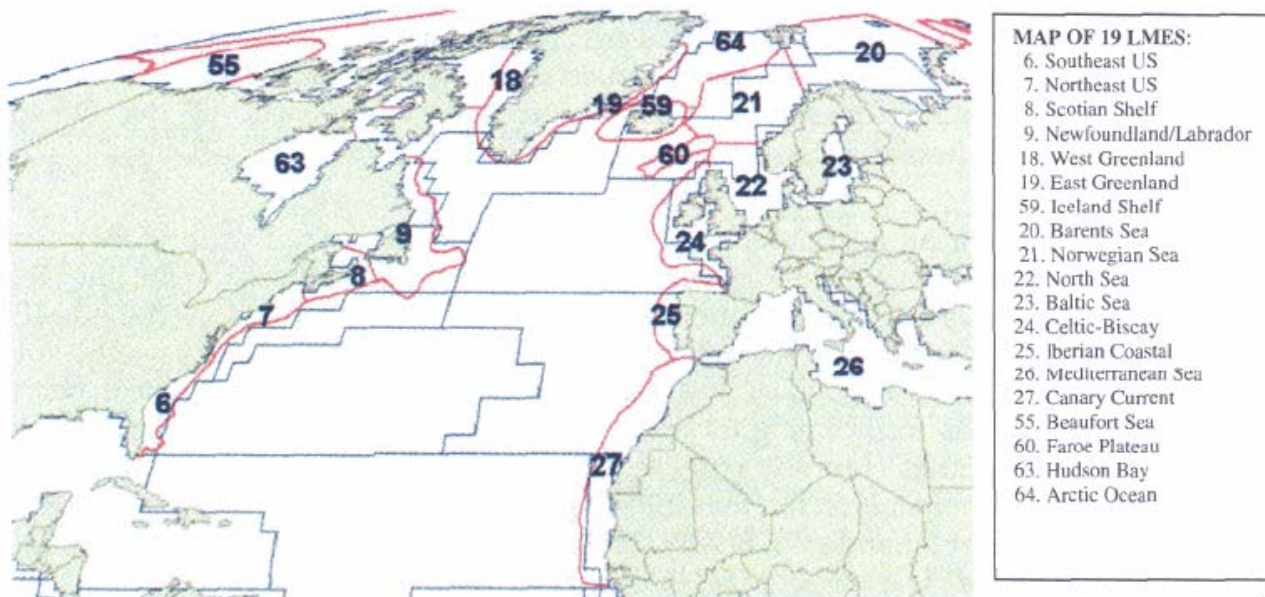 55
64
20
18
19
59
21
63
60
23
22
9
24
8
7
25
26
6
27
MAP OF 19 LMES:
6. Southeast US
7. Northeast US
8. Scotian Shelf
9. Newfoundland/Labrador
18. West Greenland
19. East Greenland
59. Iceland Shelf
20. Barents Sea
21. Norwegian Sea
22. North Sea
23. Baltic Sea
24. Celtic-Biscay
25. Iberian Coastal
26. Mediterranean Sea
27. Canary Current
55. Beaufort Sea
60. Faroe Plateau
63. Hudson Bay
64. Arctic Ocean